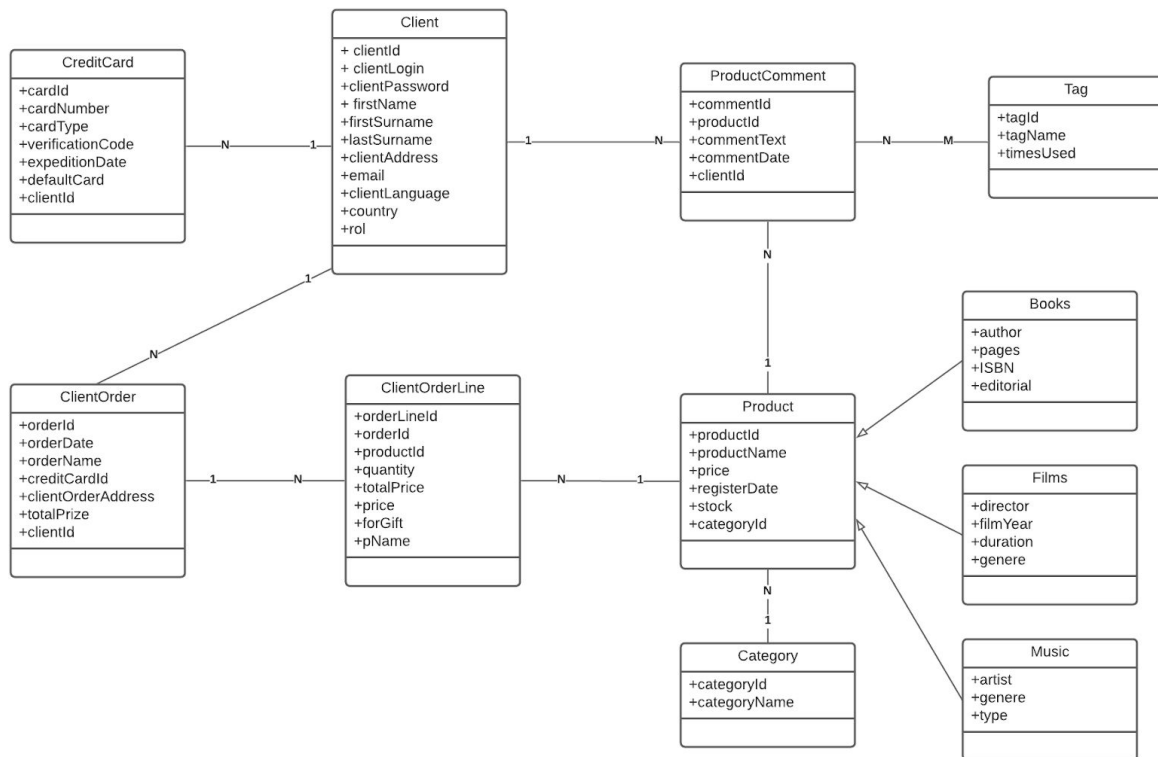 Client
+ clientId
+ clientLogin
+clientPassword
+ firstName
+firstSurname
+lastSurname
+clientAddress
+email
+clientLanguage
+country
+rol
CreditCard
+cardId
+cardNumber
+cardType
+verificationCode
+expeditionDate
+defaultCard
+clientId
N
1
ProductComment
+commentId
+productId
+commentText
+commentDate
+clientId
1
N
Tag
+tagId
+tagName
+timesUsed
N
M
1
N
N
1
Books
+author
+pages
+ISBN
+editorial
ClientOrder
+orderId
+orderDate
+orderName
+creditCardId
+clientOrderAddress
+totalPrize
+clientId
1
N
ClientOrderLine
+orderLineId
+orderId
+productId
+quantity
+totalPrice
+price
+forGift
+pName
N
1
Product
+productId
+productName
+price
+registerDate
+stock
+categoryId
Films
+director
+filmYear
+duration
+genere
N
1
Category
+categoryId
+categoryName
Music
+artist
+genere
+type